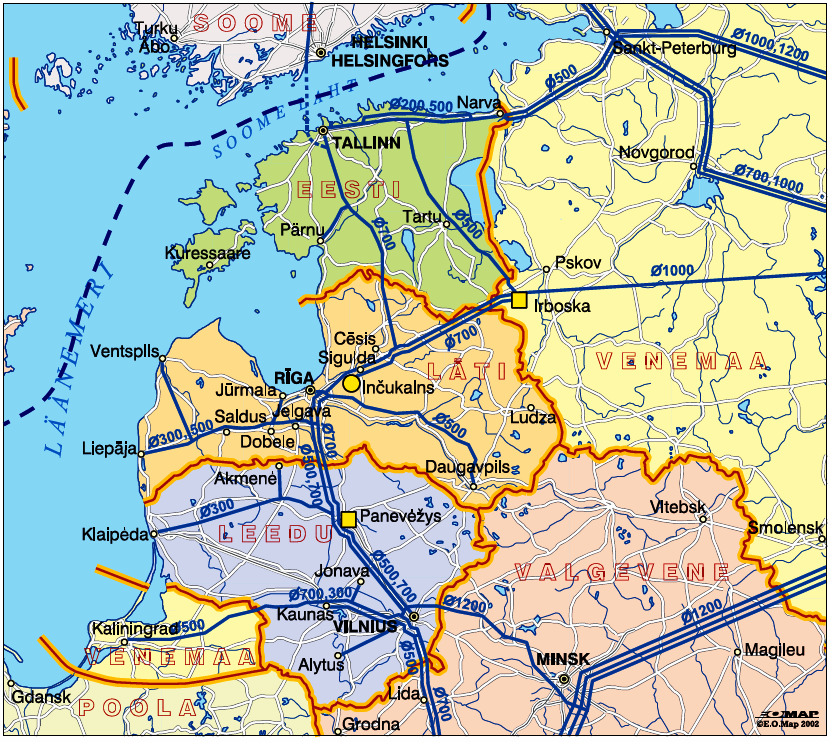 Turku
Åbo
SOOME
HELSINKI
HELSINGFORS
Sankt-Peterburg
Ø1000,1200
Ø500
SOOME LAHT
Ø200,500
Narva
TALLINN
Novgorod
Ø700,1000
EESTI
Pärnu
Tartu
Ø500
Ø700
Kuressaare
Pskov
Ø1000
Irboska
LÄÄNEMERI
Ventspils
Cēsis
Sigulda
Ø700
LÄTI
VENEMAA
RĪGA
Inčukalns
Jūrmala
Saldus
Jelgava
Ludza
Ø300,500
Dobele
Ø700
Ø500
Liepāja
Ø500,700
Daugavpils
Akmenė
Ø300
Panevėžys
Vitebsk
Klaipėda
LEEDU
Smolensk
Ø500,700
Jonava
VALGEVENE
Ø700,300
Kaunas
Ø1200
Ø1200
Kaliningrad
Ø500
VILNIUS
VENEMAA
Alytus
Ø500
MINSK
Magileu
Gdansk
POOLA
Lida
Ø700
Grodna
E.O.MAP
©E.O.Map 2002